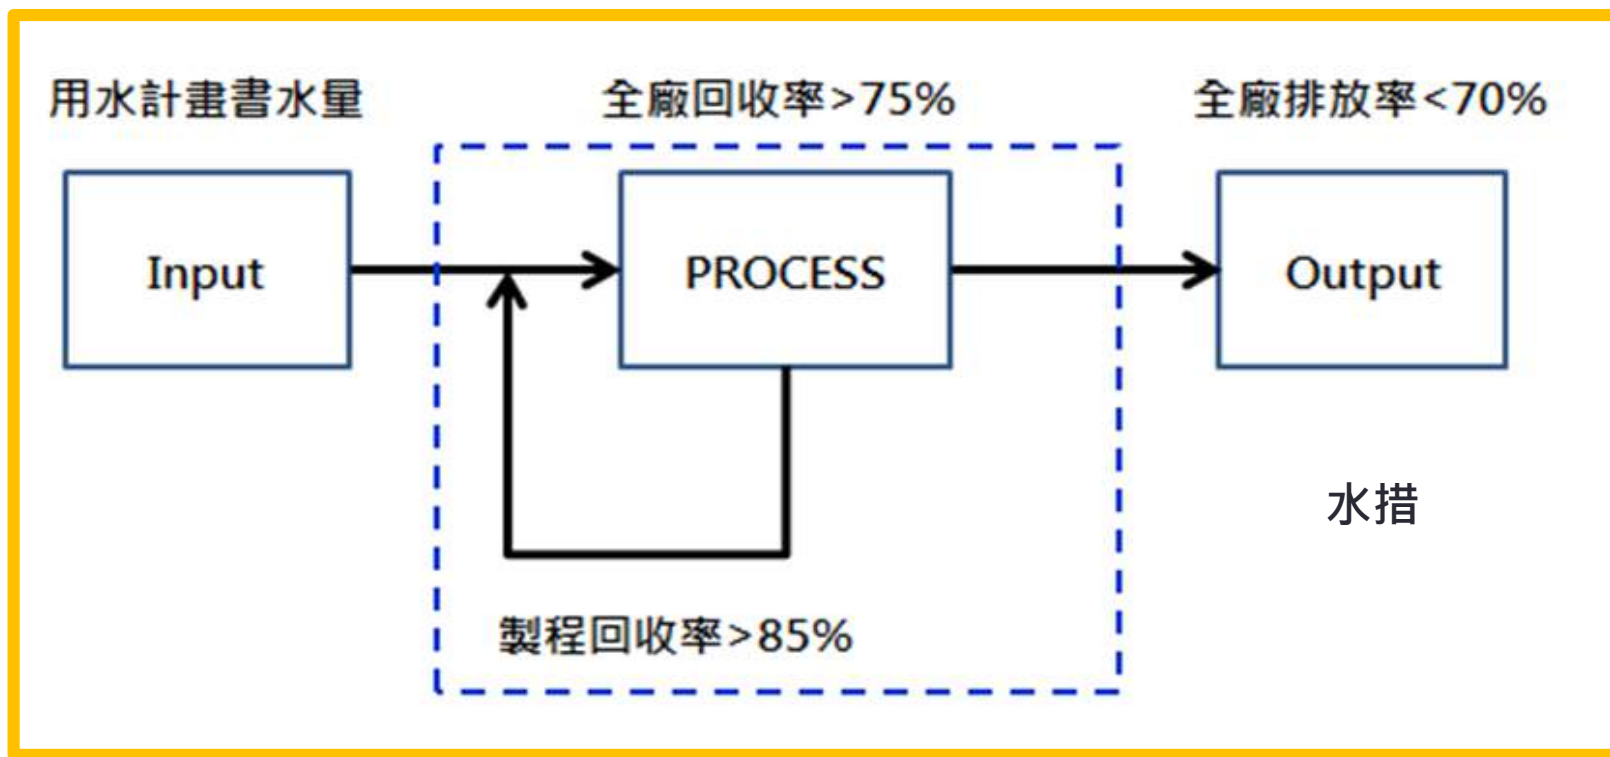 用水計畫書水量
全廠回收率>75%
全廠排放率<70%
Input
PROCESS
Output
水措
製程回收率>85%